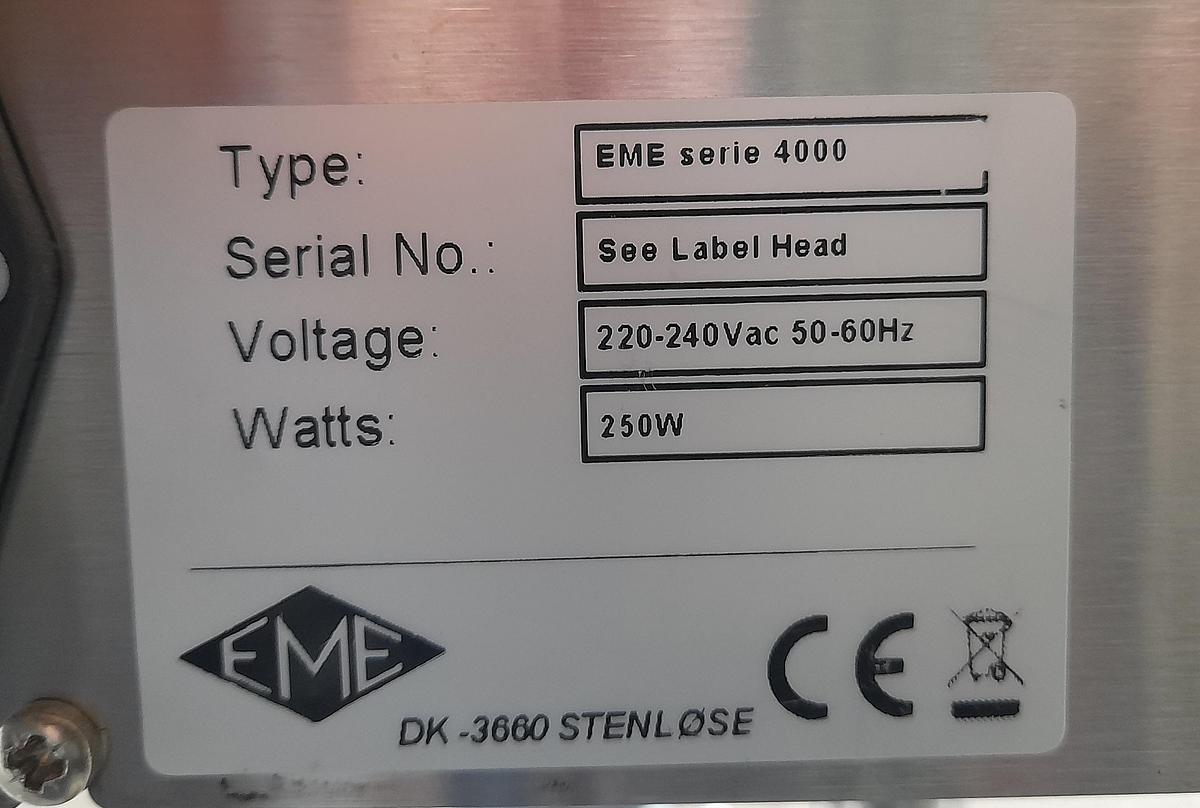 Type: EME serie 4000
Serial No.: See Label Head
Voltage: 220-240Vac 50-60Hz
Watts: 250W
EME
CE
DK -3660 STENLØSE